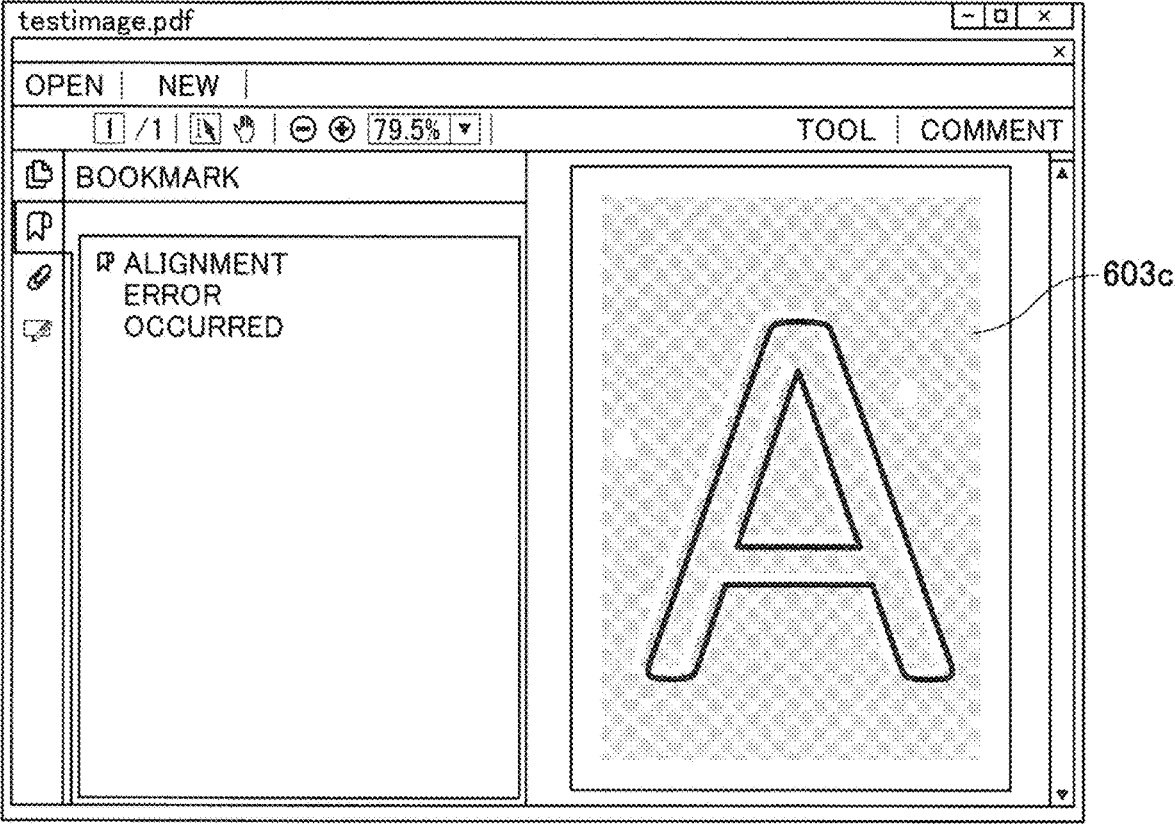 testimage.pdf
OPEN NEW
1 /1 79.5% TOOL COMMENT
BOOKMARK
ALIGNMENT
ERROR
OCCURRED
603c
A